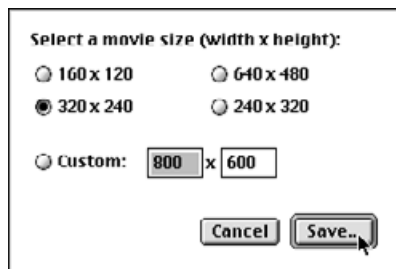 Select a movie size (width x height):
160 x 120 640 x 480
320 x 240 240 x 320
Custom: 800 x 600
Cancel Save..